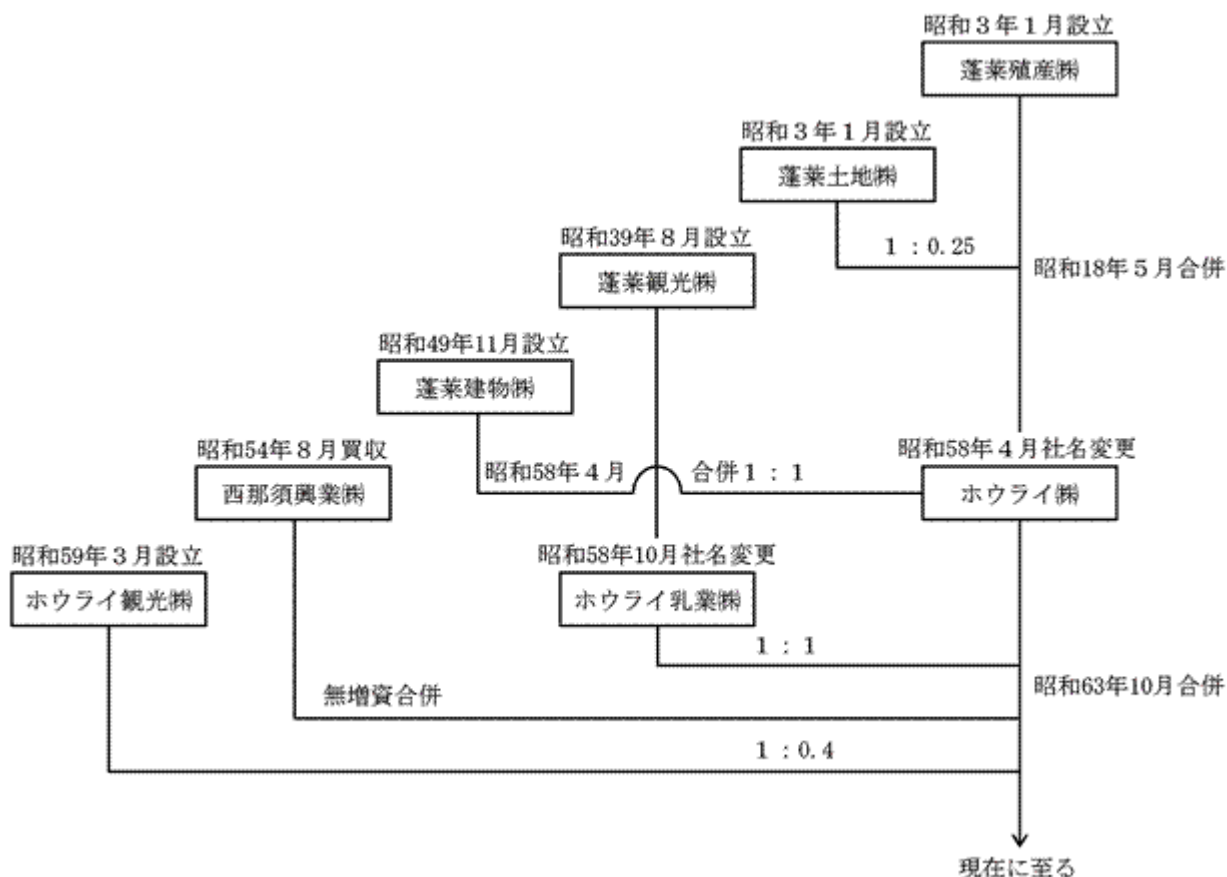 昭和３年１月設立
蓬莱殖産㈱
昭和３年１月設立
蓬莱土地㈱
１：0.25
昭和18年５月合併
昭和39年８月設立
蓬莱観光㈱
昭和49年11月設立
蓬莱建物㈱
昭和54年８月買収
西那須興業㈱
昭和58年４月 合併１：１
昭和58年４月社名変更
ホウライ㈱
昭和59年３月設立
ホウライ観光㈱
昭和58年10月社名変更
ホウライ乳業㈱
１：１
昭和63年10月合併
無増資合併
１：0.4
現在に至る